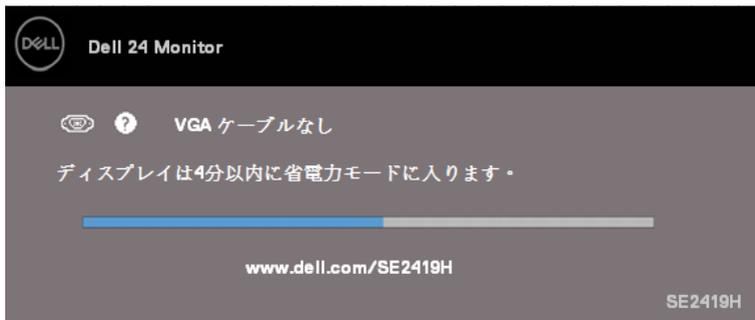 DELL
Dell 24 Monitor
? VGA ケーブルなし
ディスプレイは4分以内に省電力モードに入ります。
www.dell.com/SE2419H
SE2419H